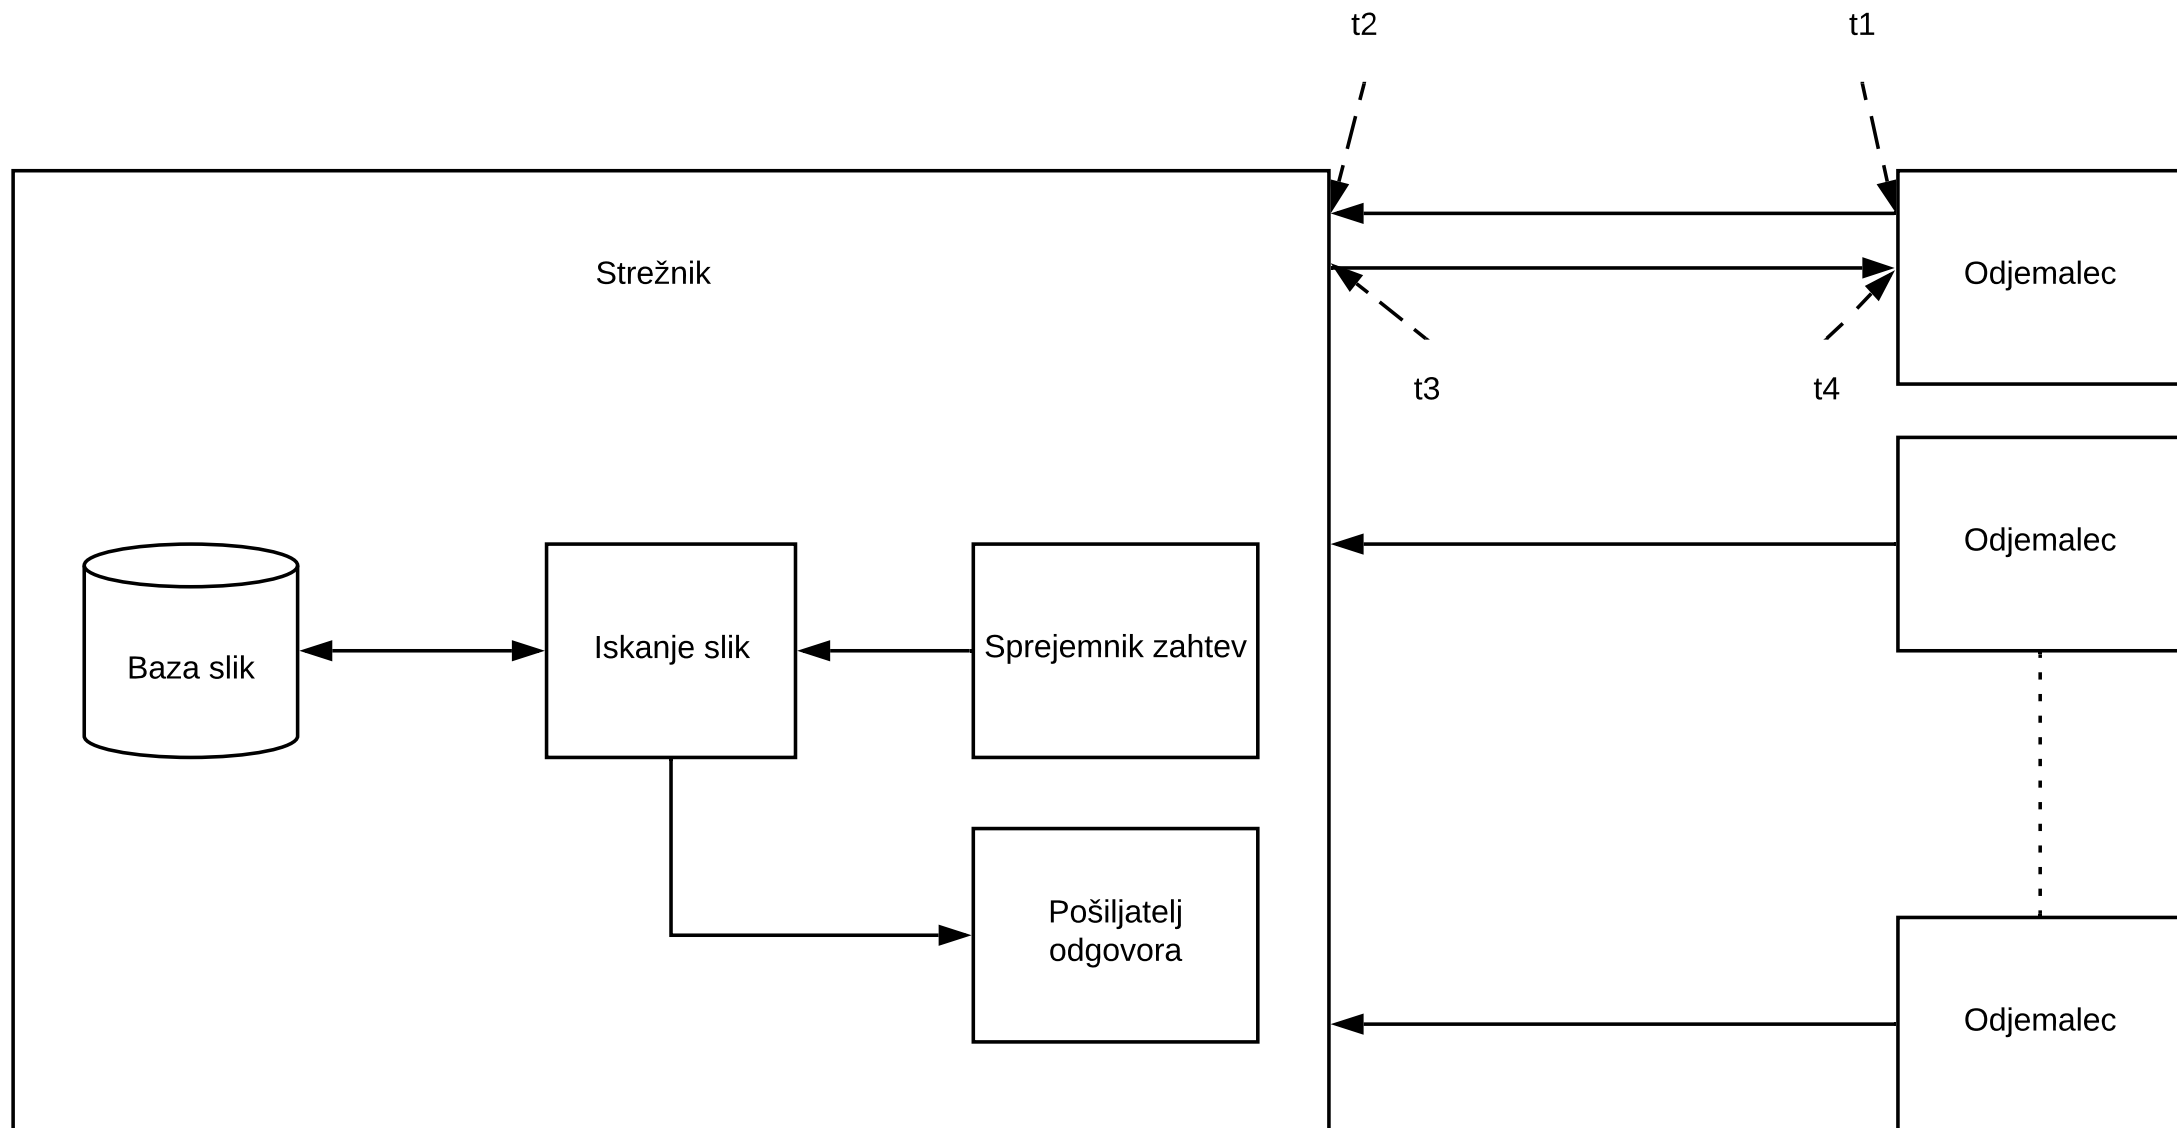 t2
t1
Strežnik
Odjemalec
t3
t4
Odjemalec
Baza slik
Iskanje slik
Sprejemnik zahtev
Pošiljatelj
odgovora
Odjemalec